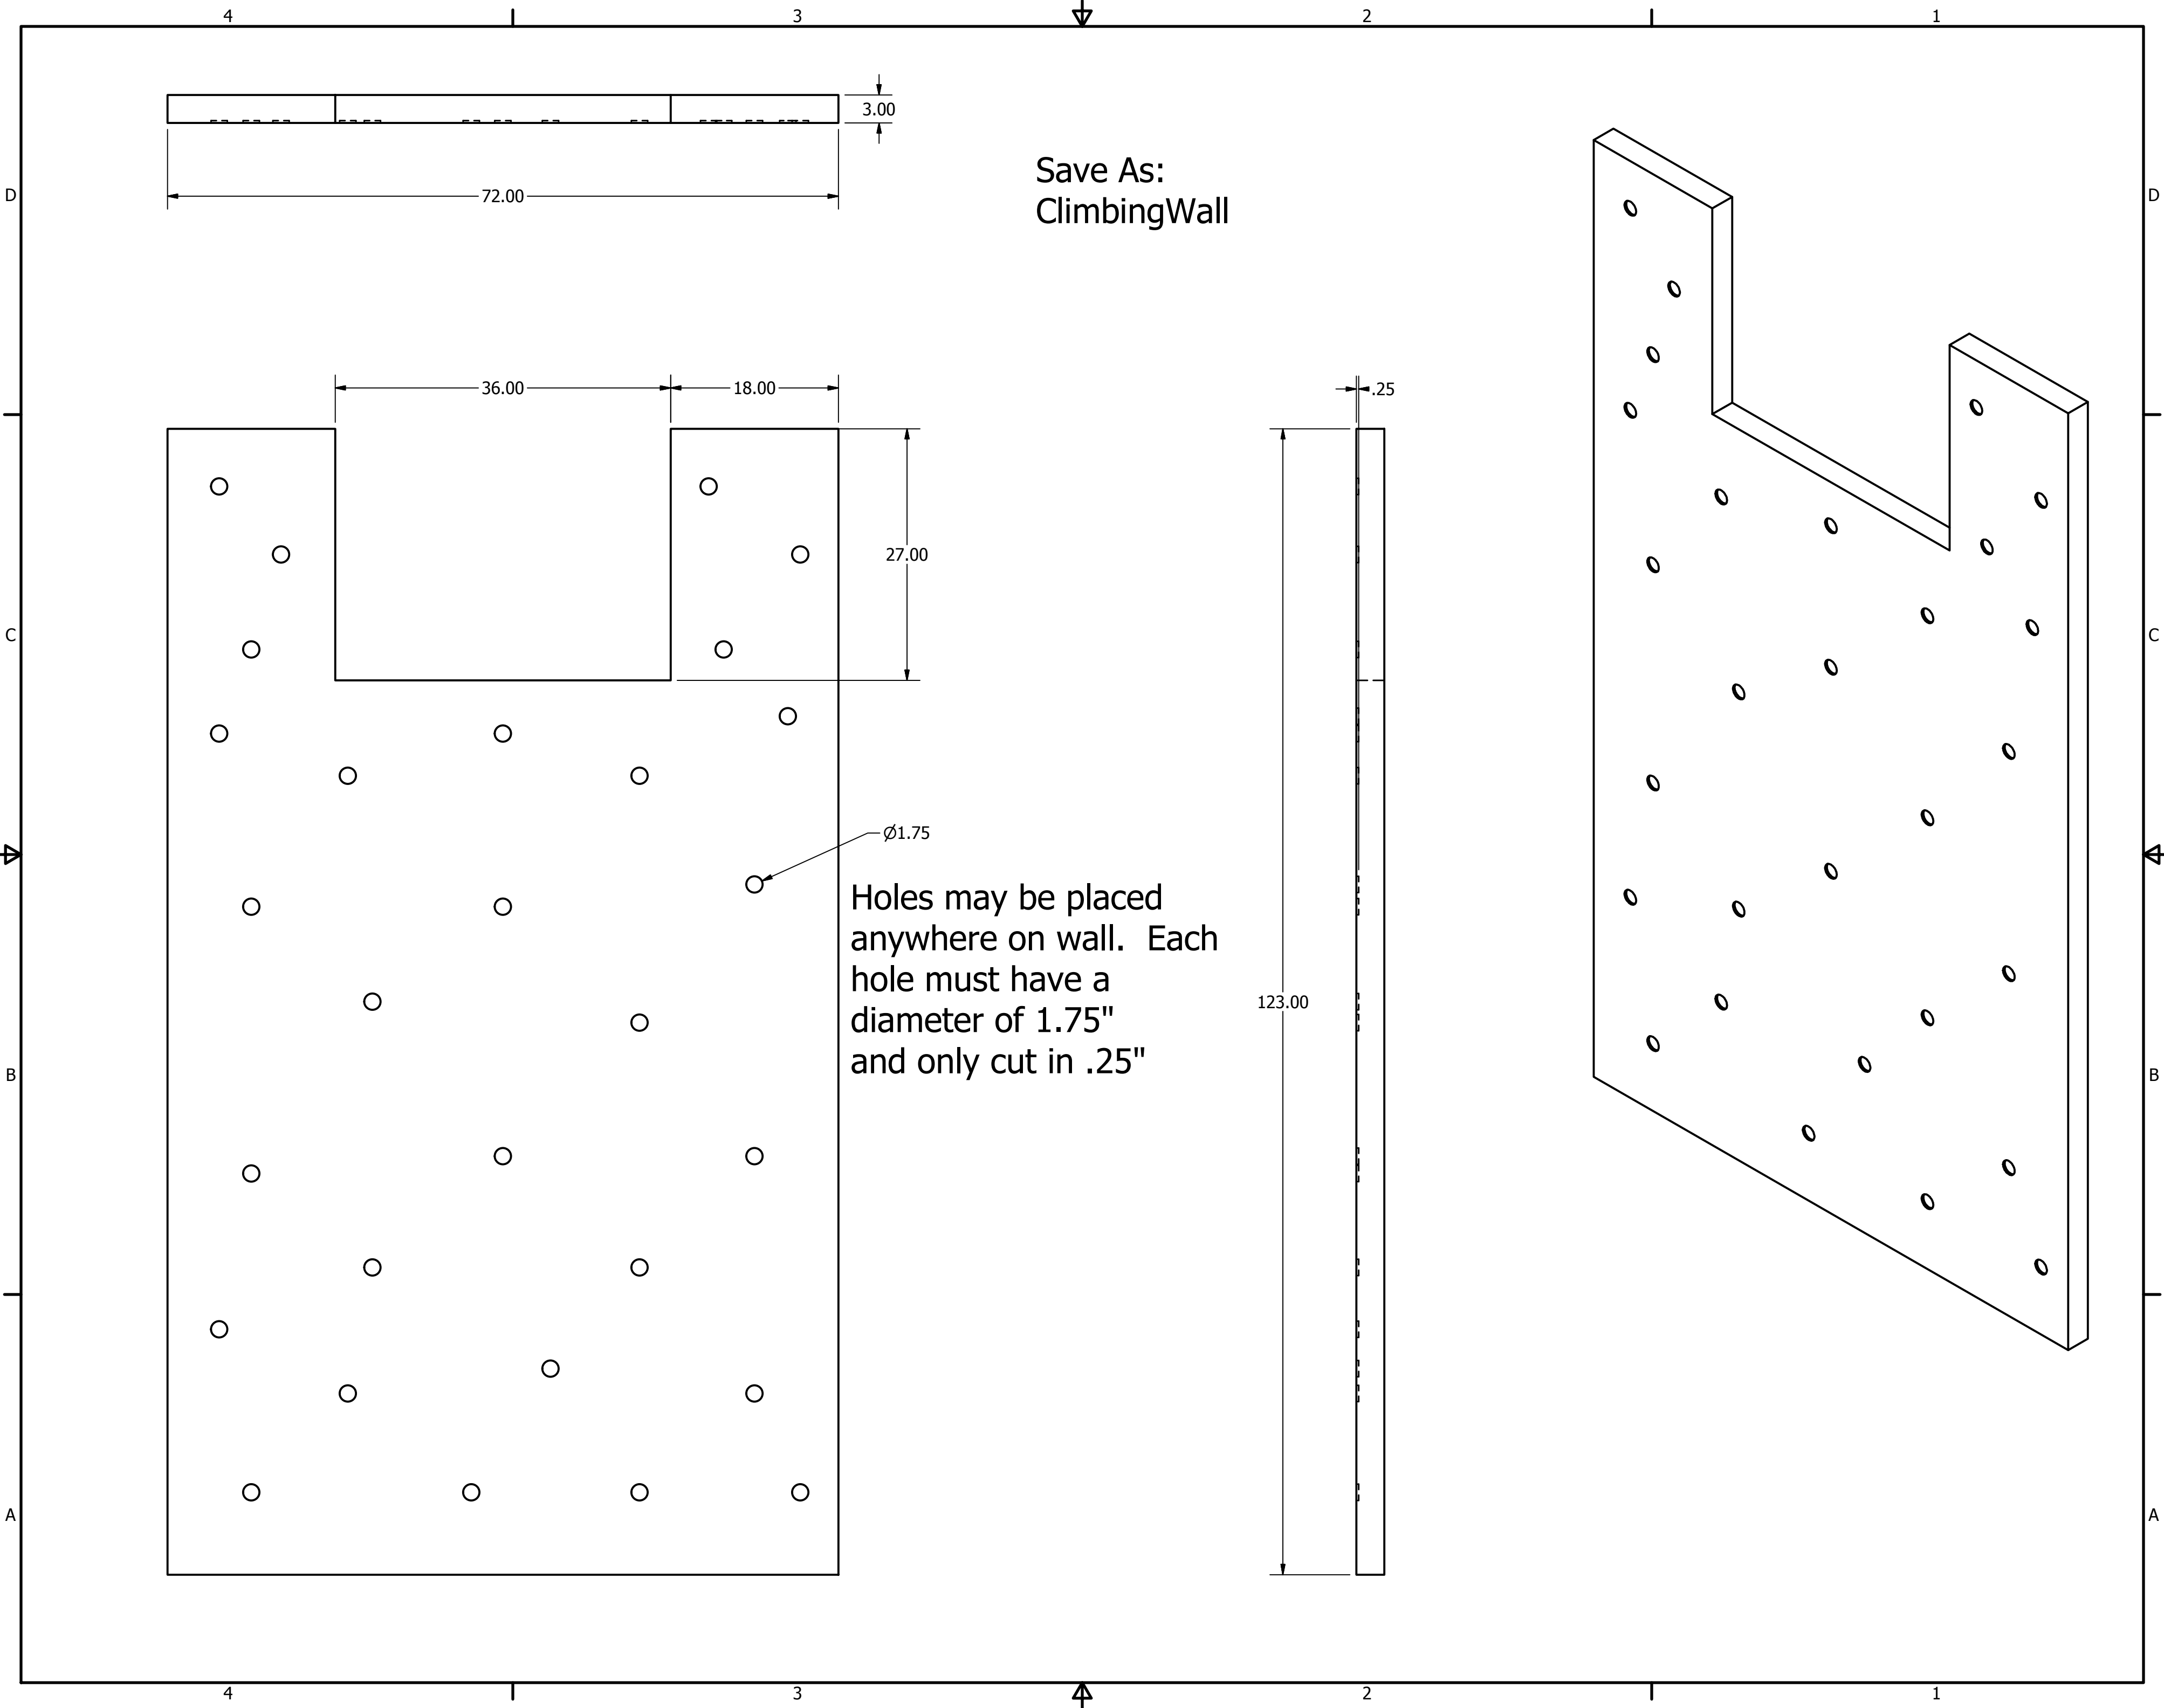 4 3 2 1
3.00
72.00
Save As:
ClimbingWall
D D
36.00 18.00 .25
27.00
C C
Ø1.75
Holes may be placed
anywhere on wall. Each
hole must have a
diameter of 1.75"
and only cut in .25"
123.00
B B
A A
4 3 2 1